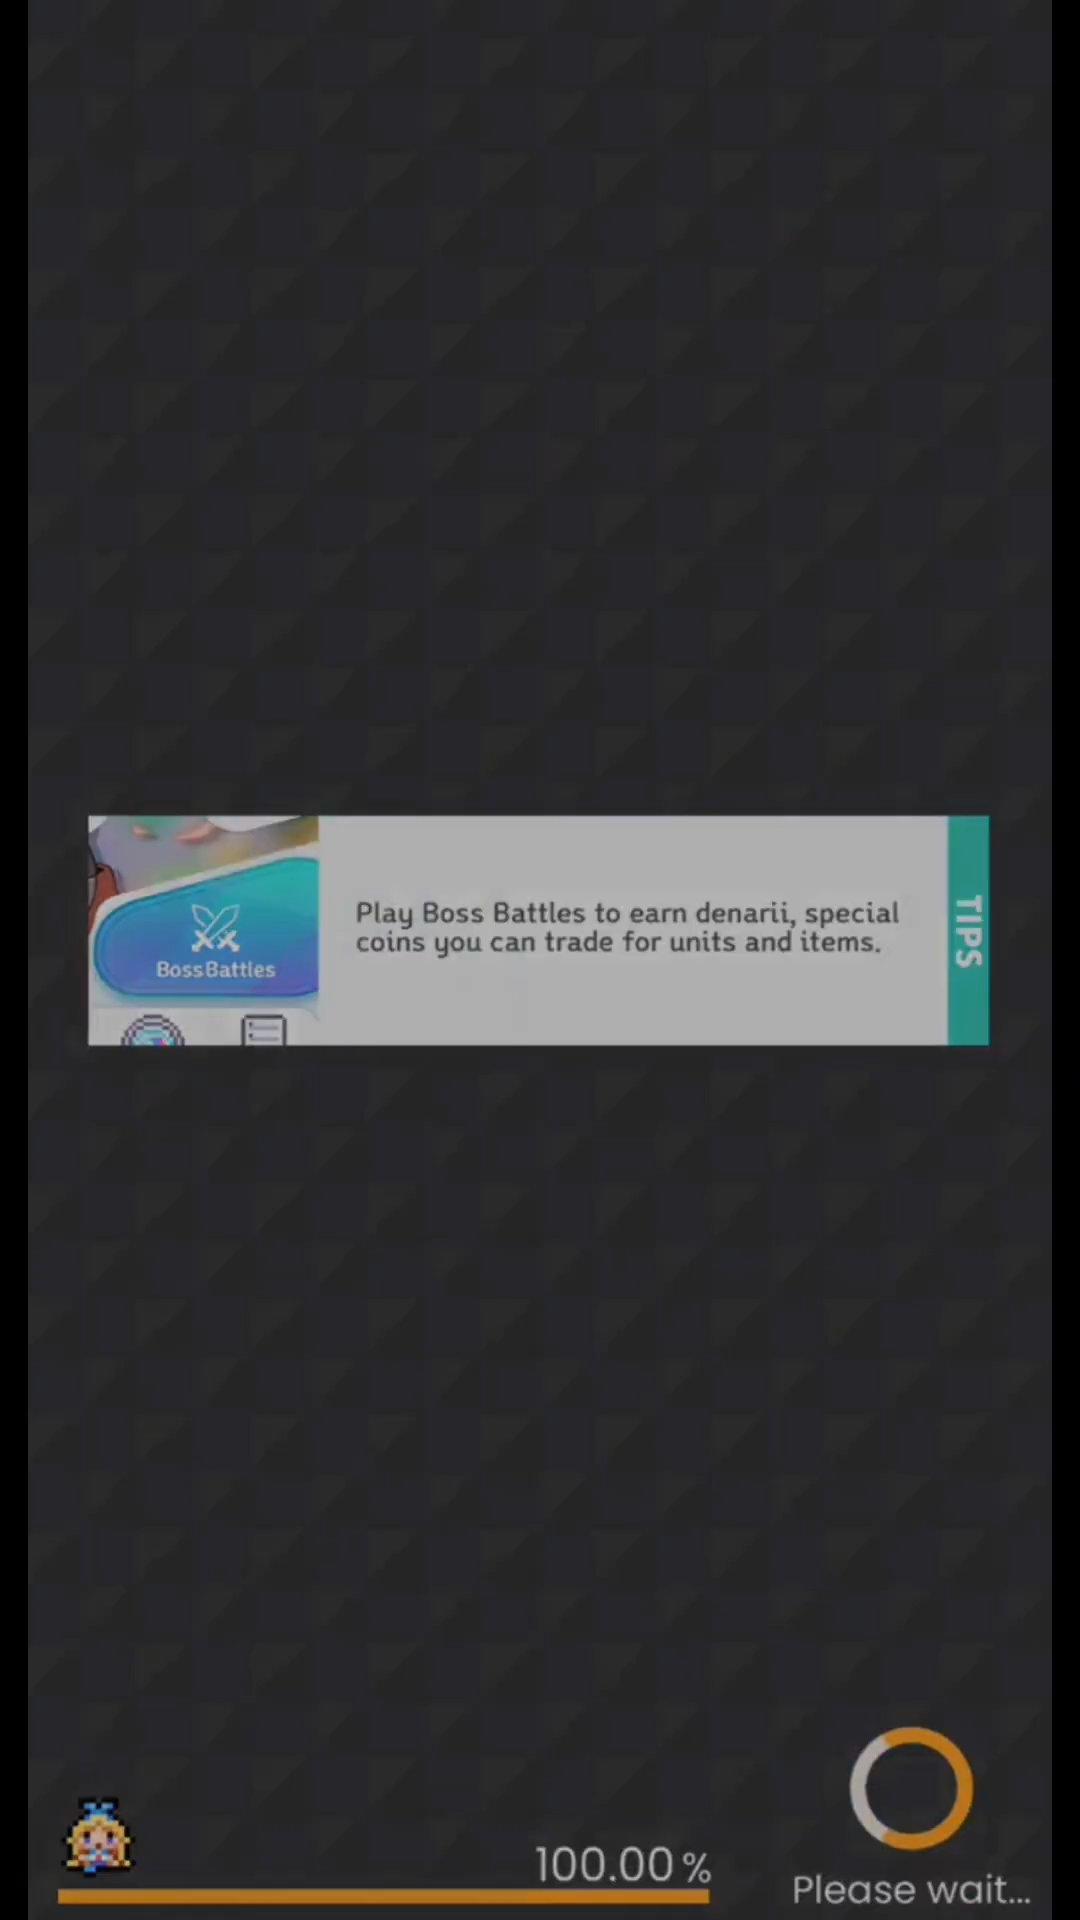 Play Boss Battles to earn denarii, special
coins you can trade for units and items.
TIPS
Boss Battles
100.00 %
Please wait...